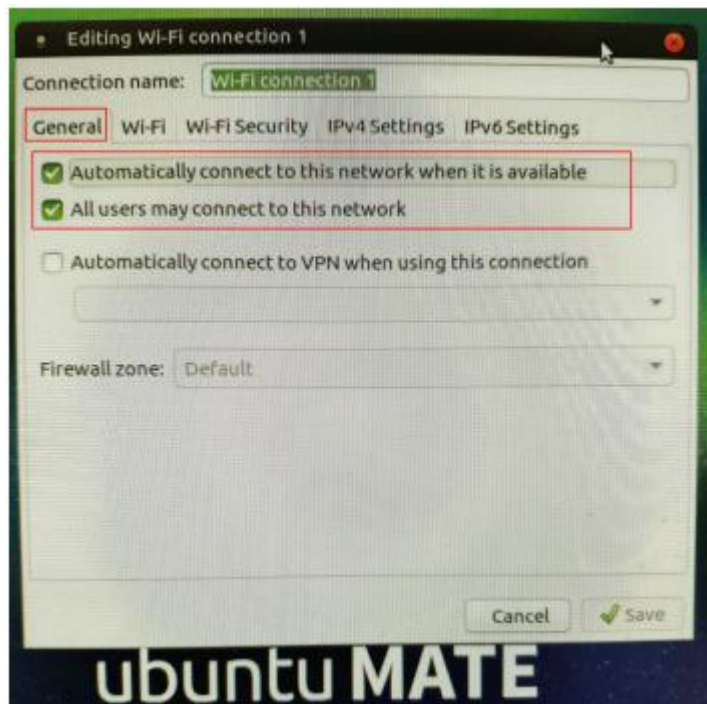 Editing Wi-Fi connection 1
Connection name: Wi-Fi connection 1
General Wi-Fi Wi-Fi Security IPv4 Settings IPv6 Settings
Automatically connect to this network when it is available
All users may connect to this network
Automatically connect to VPN when using this connection
Firewall zone: Default
Cancel Save
ubuntu MATE